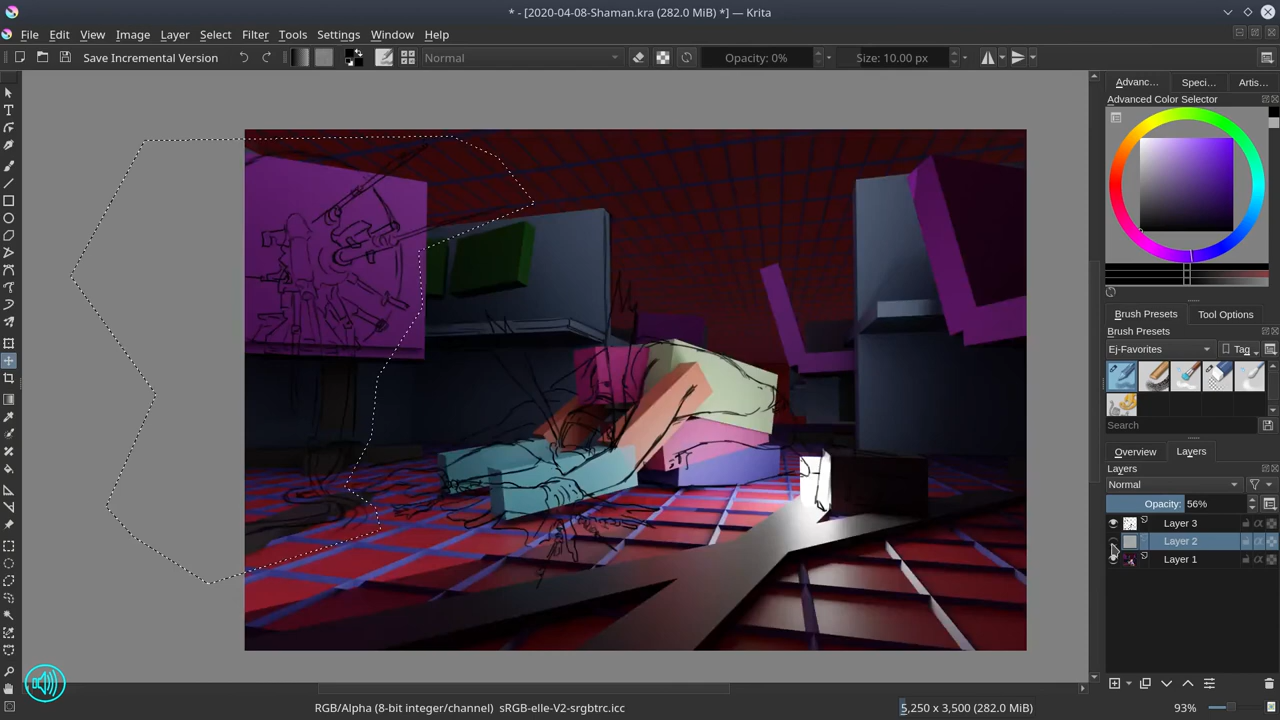 * - [2020-04-08-Shaman.kra (282.0 MiB) *] — Krita
File Edit View Image Layer Select Filter Tools Settings Window Help
Save Incremental Version Normal Opacity: 0% Size: 10.00 px
Advanc... Speci... Artis...
Advanced Color Selector
Brush Presets Tool Options
Brush Presets
Ej-Favorites Tag
Search
Overview Layers
Layers
Normal
Opacity: 56%
Layer 3
Layer 2
Layer 1
RGB/Alpha (8-bit integer/channel) sRGB-elle-V2-srgbtrc.icc 5,250 x 3,500 (282.0 MiB) 93%